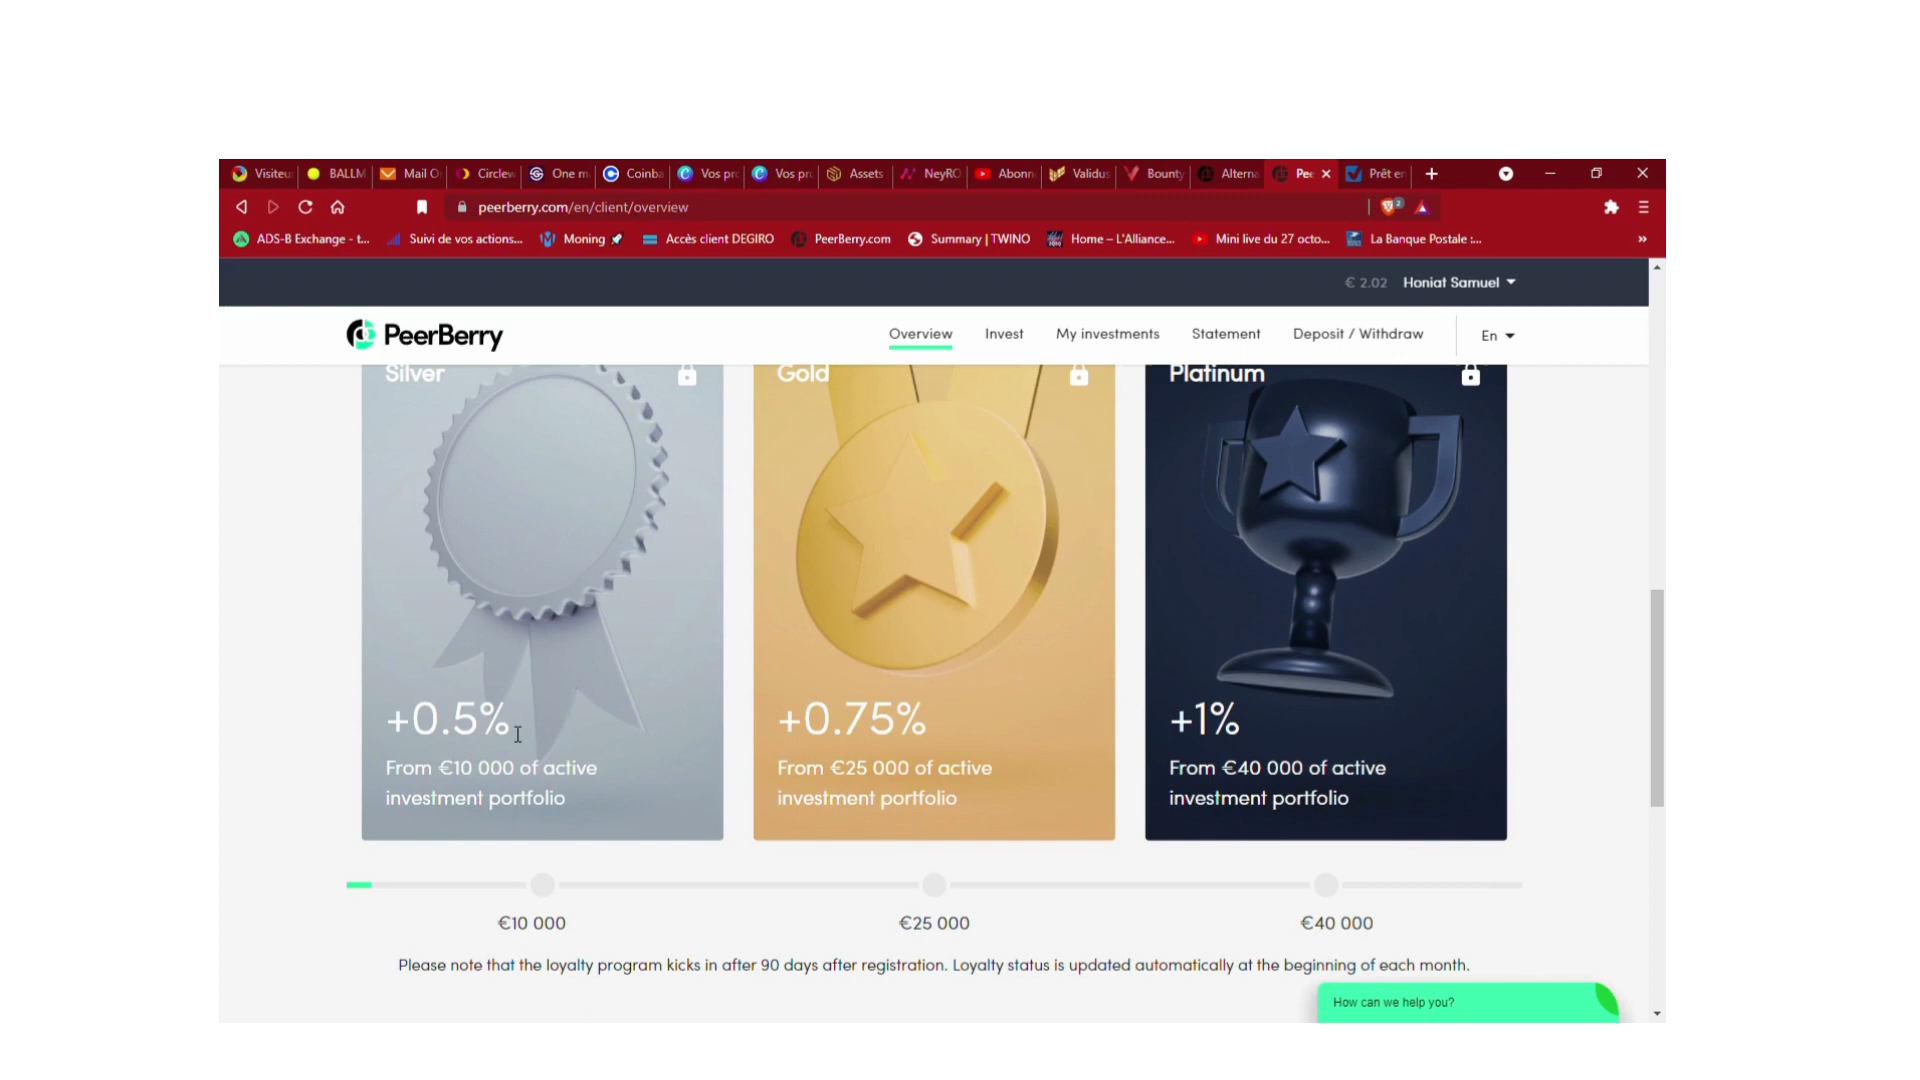 Visiteu BALLM Mail O Circlew One m Coinba Vos pro Vos pro Assets NeyRO Abonn Validus Bounty Alterna Pee Prêt en
peerberry.com/en/client/overview 2
ADS-B Exchange - t... Suivi de vos actions... Moning Accès client DEGIRO PeerBerry.com Summary | TWINO Home – L'Alliance... Mini live du 27 octo... La Banque Postale :... »
€ 2.02 Honiat Samuel
PeerBerry Overview Invest My investments Statement Deposit / Withdraw En
Silver Gold Platinum
+0.5% +0.75% +1%
From €10 000 of active From €25 000 of active From €40 000 of active
investment portfolio investment portfolio investment portfolio
€10 000 €25 000 €40 000
Please note that the loyalty program kicks in after 90 days after registration. Loyalty status is updated automatically at the beginning of each month.
How can we help you?